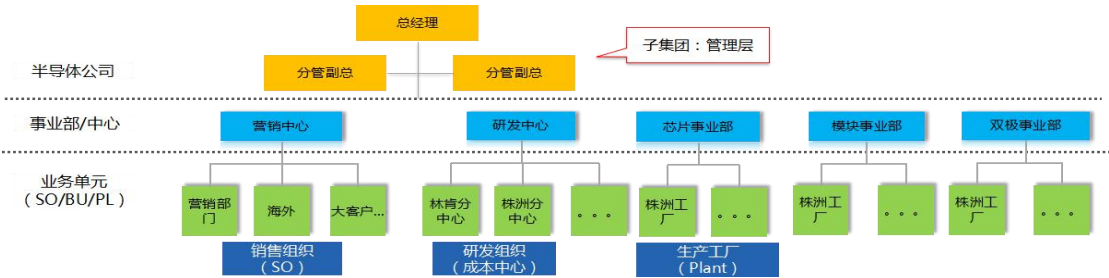 总经理
子集团：管理层
半导体公司
分管副总
分管副总
事业部/中心
营销中心
研发中心
芯片事业部
模块事业部
双极事业部
业务单元
（SO/BU/PL）
营销部
门
海外
大客户...
林肯分
中心
株洲分
中心
。。。
株洲工
厂
。。。
株洲工
厂
。。。
株洲工
厂
。。。
销售组织
（SO）
研发组织
（成本中心）
生产工厂
（Plant）